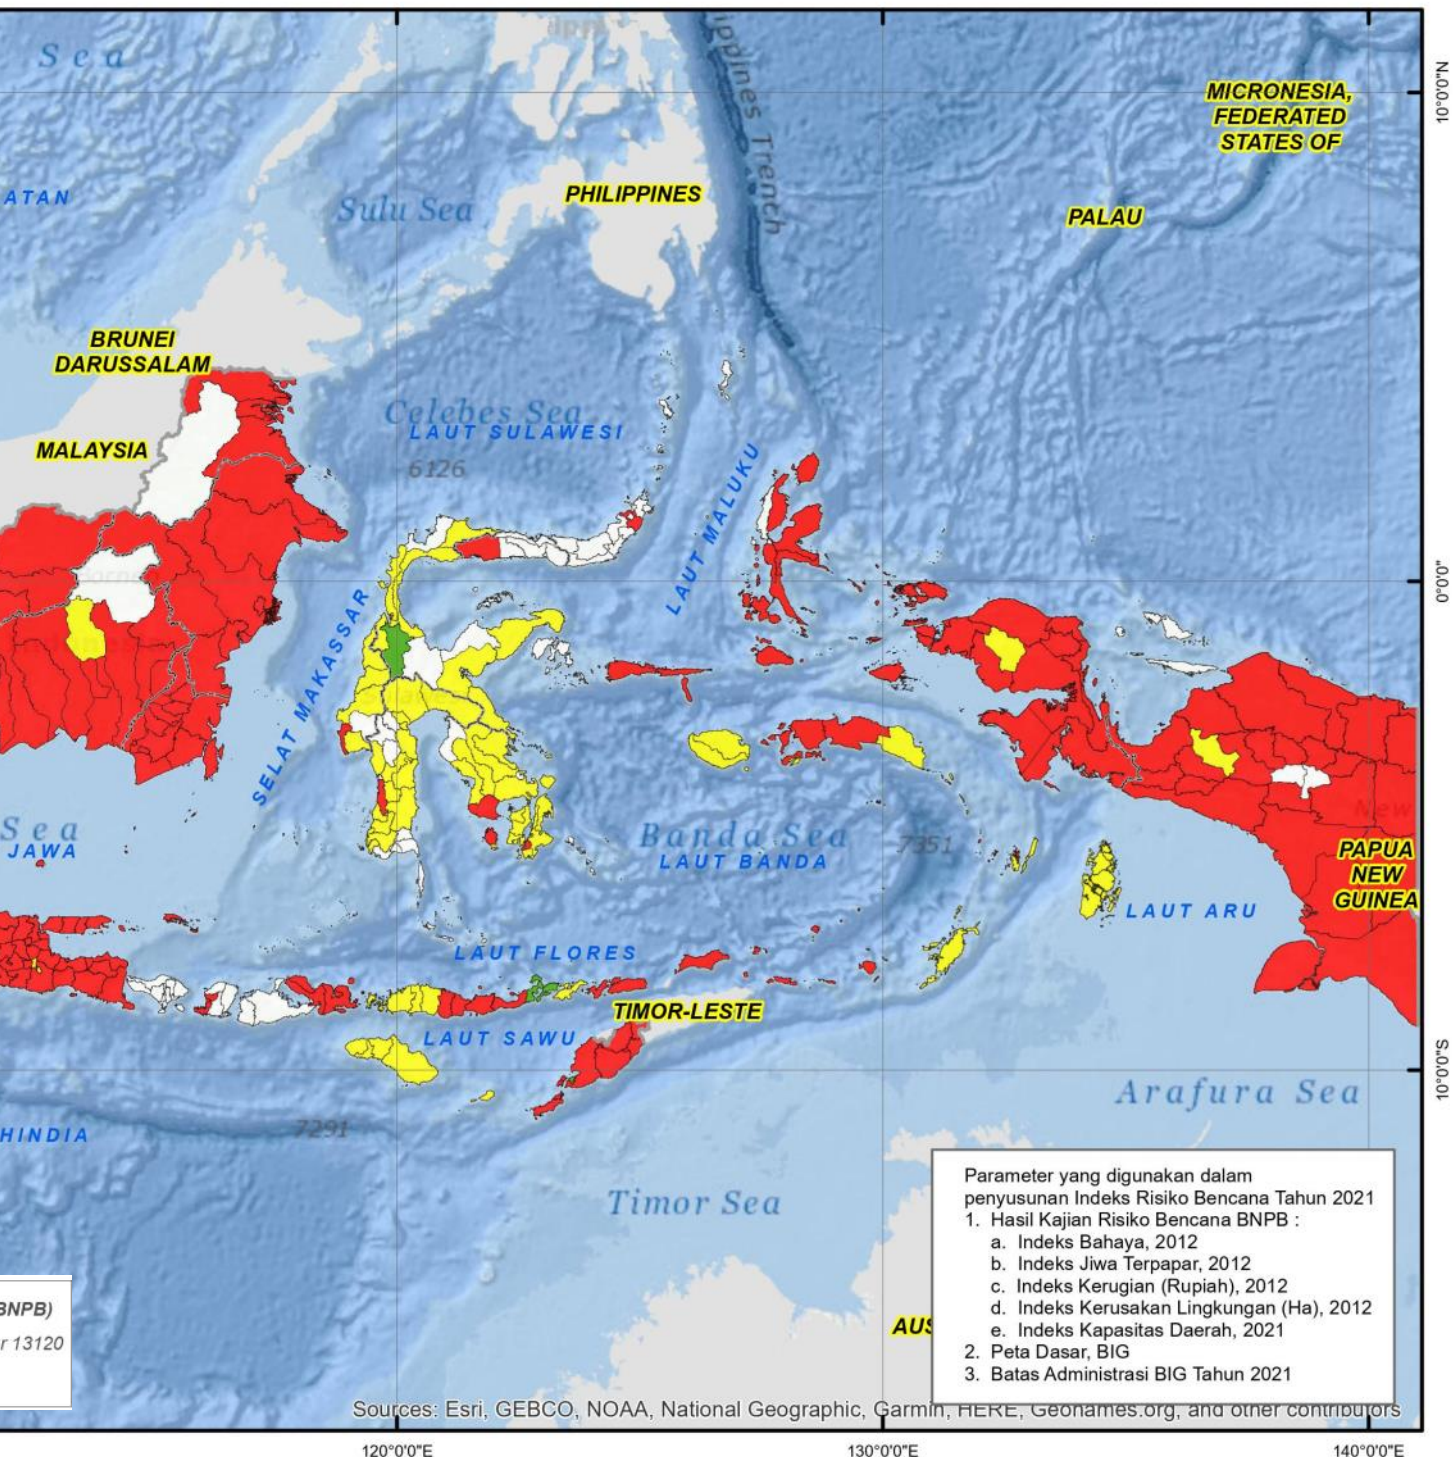 Sea
10°0'0"N
MICRONESIA,
FEDERATED
STATES OF
ippines Trench
ATAN
Sulu Sea
PHILIPPINES
PALAU
BRUNEI
DARUSSALAM
Celebes Sea
LAUT SULAWESI
MALAYSIA
6126
LAUT MALUKU
0°0'0"
SELAT MAKASSAR
Sea
JAWA
Banda Sea
LAUT BANDA
7351
New
PAPUA
NEW
GUINEA
LAUT ARU
LAUT FLORES
TIMOR-LESTE
LAUT SAWU
10°0'0"S
Arafura Sea
HINDIA
7291
Timor Sea
Parameter yang digunakan dalam
penyusunan Indeks Risiko Bencana Tahun 2021
1. Hasil Kajian Risiko Bencana BNPB :
a. Indeks Bahaya, 2012
b. Indeks Jiwa Terpapar, 2012
c. Indeks Kerugian (Rupiah), 2012
d. Indeks Kerusakan Lingkungan (Ha), 2012
e. Indeks Kapasitas Daerah, 2021
2. Peta Dasar, BIG
3. Batas Administrasi BIG Tahun 2021
BNPB)
r 13120
AUS
Sources: Esri, GEBCO, NOAA, National Geographic, Garmin, HERE, Geonames.org, and other contributors
120°0'0"E
130°0'0"E
140°0'0"E